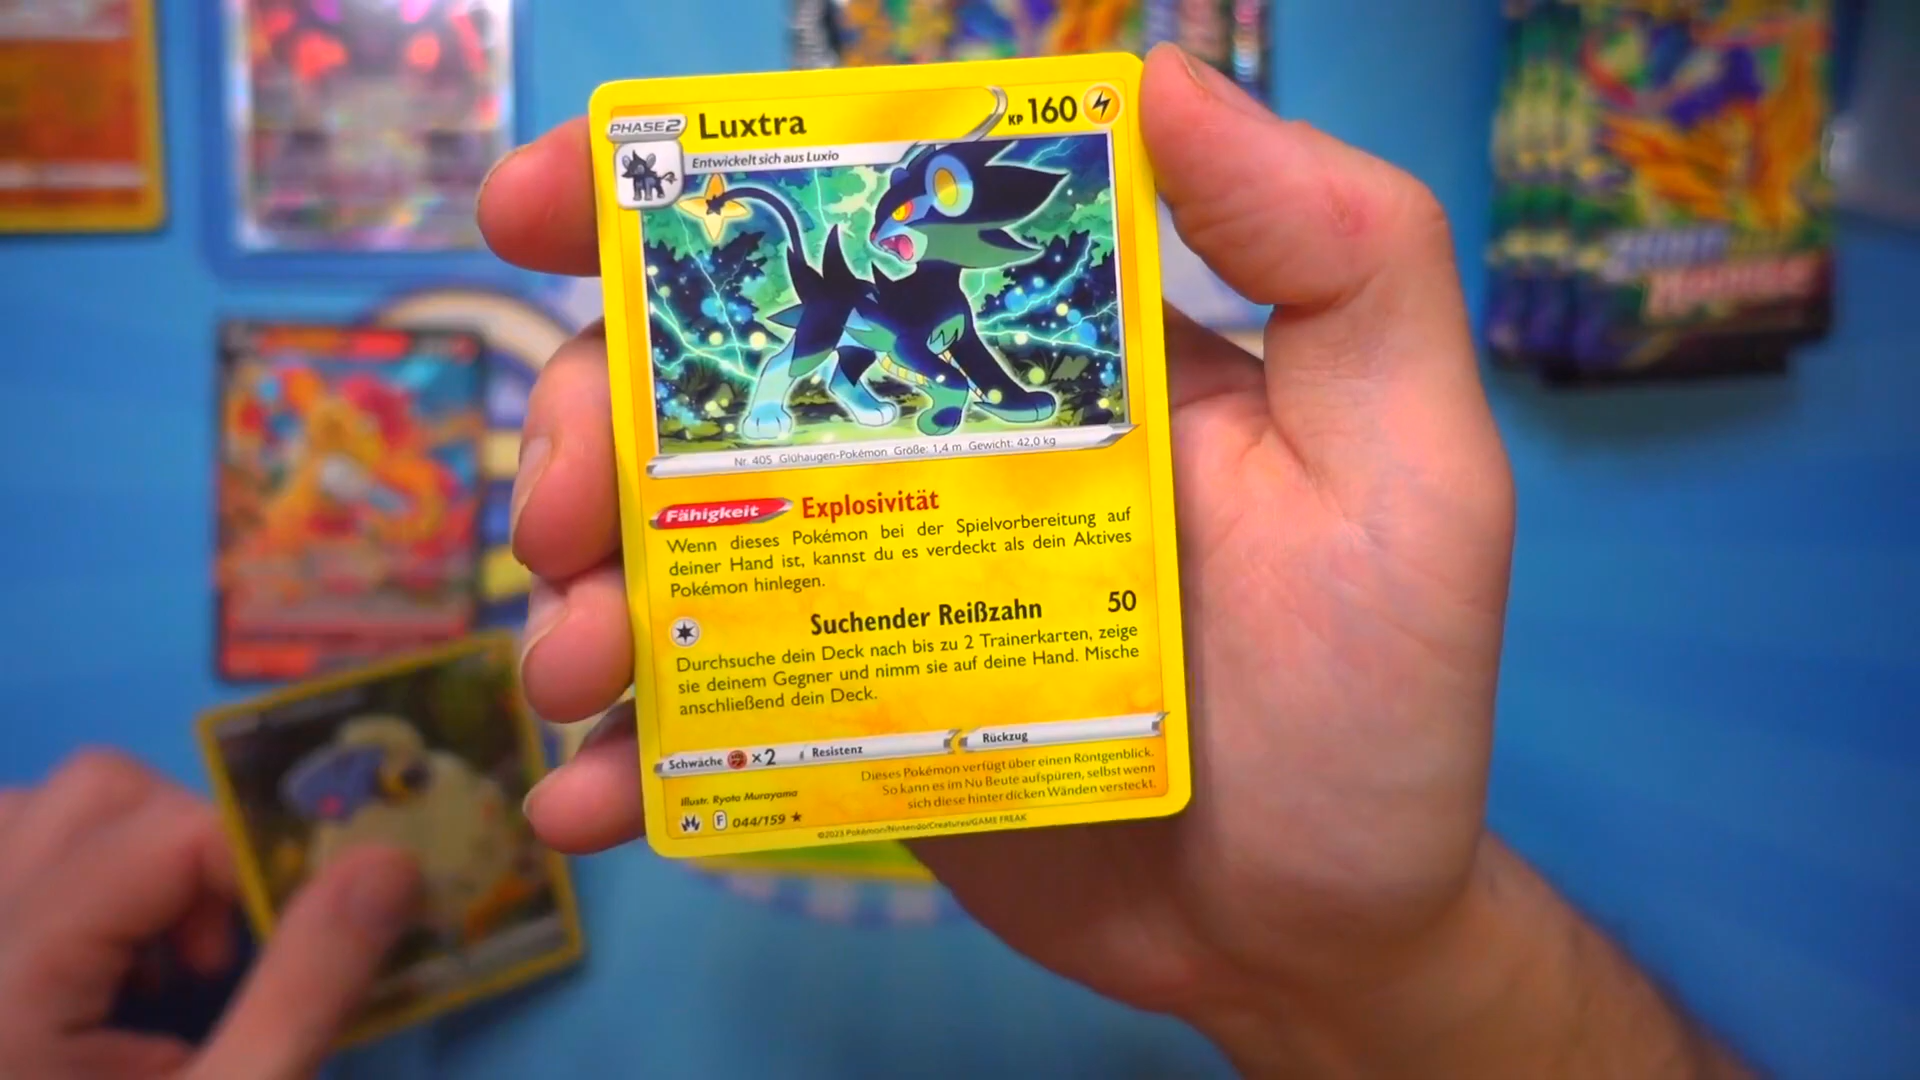 PHASE2 Luxtra KP 160
Entwickelt sich aus Luxio
Nr. 405 Glühaugen-Pokémon Größe: 1,4 m Gewicht: 42,0 kg
Fähigkeit Explosivität
Wenn dieses Pokémon bei der Spielvorbereitung auf
deiner Hand ist, kannst du es verdeckt als dein Aktives
Pokémon hinlegen.
Suchender Reißzahn 50
Durchsuche dein Deck nach bis zu 2 Trainerkarten, zeige
sie deinem Gegner und nimm sie auf deine Hand. Mische
anschließend dein Deck.
Schwäche ×2 Resistenz Rückzug
Dieses Pokémon verfügt über einen Röntgenblick.
So kann es im Nu Beute aufspüren, selbst wenn
sich diese hinter dicken Wänden versteckt.
Illustr. Ryota Murayama
F 044/159 ★
©2023 Pokémon/Nintendo/Creatures/GAME FREAK